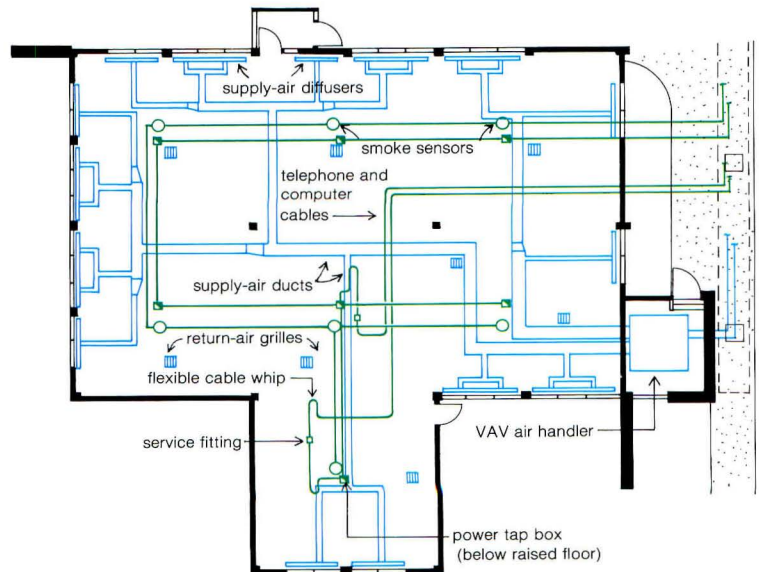 supply-air diffusers
smoke sensors
telephone and
computer
cables
supply-air ducts
return-air grilles
flexible cable whip
service fitting
VAV air handler
power tap box
(below raised floor)